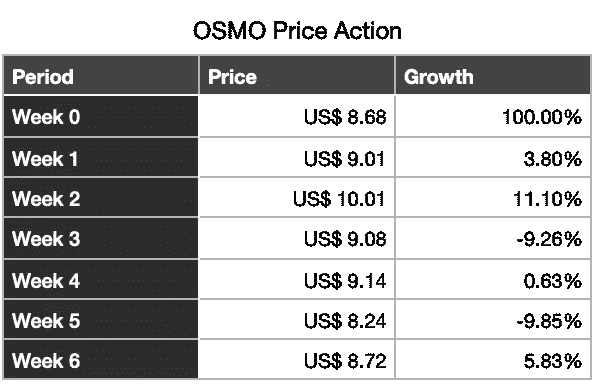 OSMO Price Action
Period Price Growth
Week 0 US$ 8.68 100.00%
Week 1 US$ 9.01 3.80%
Week 2 US$ 10.01 11.10%
Week 3 US$ 9.08 -9.26%
Week 4 US$ 9.14 0.63%
Week 5 US$ 8.24 -9.85%
Week 6 US$ 8.72 5.83%